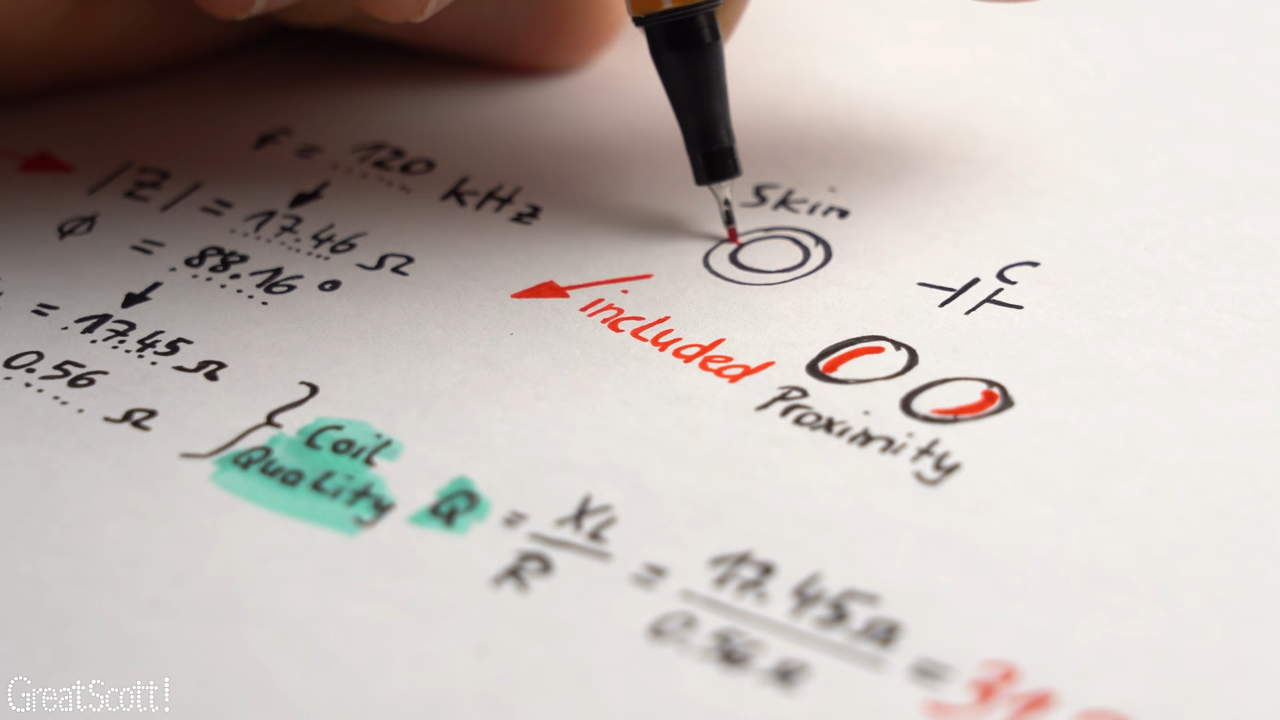 f = 120 kHz
|Z| = 17.46 Ω
φ = 88.16°
= 17.45 Ω
0.56 Ω
Coil
Quality
Q = XL / R = 17.45Ω / 0.56Ω =
Skin
C
included
Proximity
GreatScott!